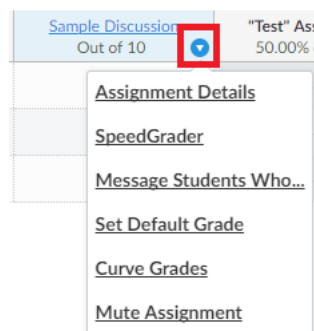 Sample Discussion
Out of 10
"Test" Ass
50.00%
Assignment Details
SpeedGrader
Message Students Who...
Set Default Grade
Curve Grades
Mute Assignment